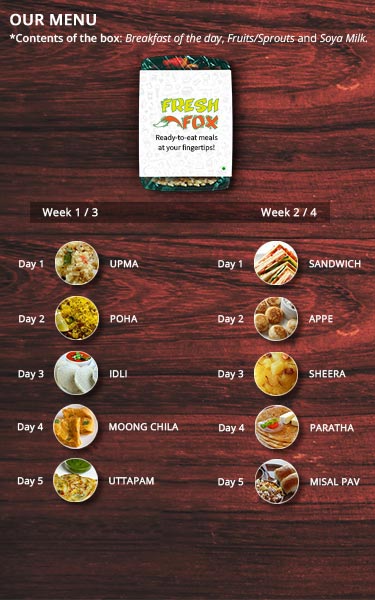 OUR MENU
*Contents of the box: Breakfast of the day, Fruits/Sprouts and Soya Milk.
FRESH
FOX
Ready-to-eat meals
at your fingertips!
Week 1 / 3
Day 1 UPMA
Day 2 POHA
Day 3 IDLI
Day 4 MOONG CHILA
Day 5 UTTAPAM
Week 2 / 4
Day 1 SANDWICH
Day 2 APPE
Day 3 SHEERA
Day 4 PARATHA
Day 5 MISAL PAV